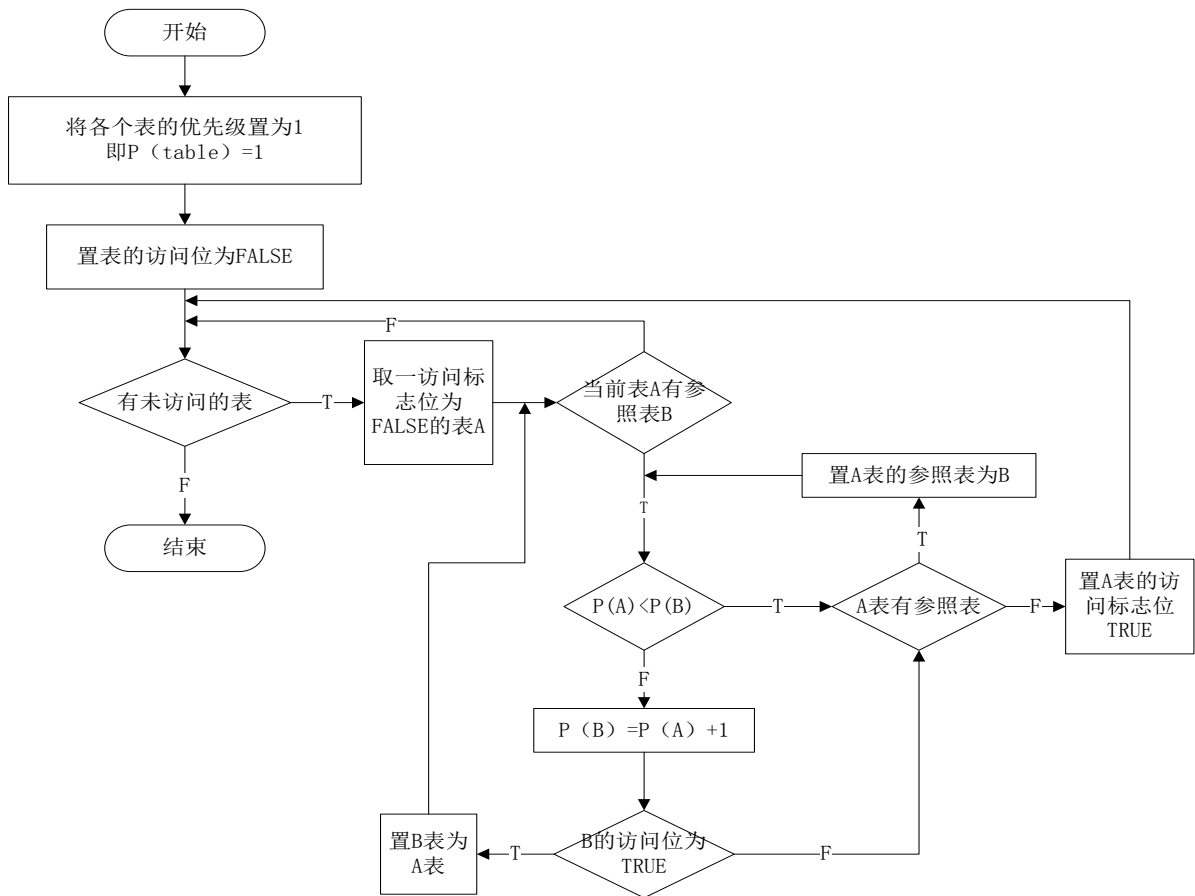 开始
将各个表的优先级置为1
即P（table）=1
置表的访问位为FALSE
F
有未访问的表
T
取一访问标
志位为
FALSE的表A
当前表A有参
照表B
F
结束
T
置A表的参照表为B
T
P(A)<P(B)
T
A表有参照表
F
置A表的访
问标志位
TRUE
F
P（B）=P（A）+1
置B表为
A表
T
B的访问位为
TRUE
F